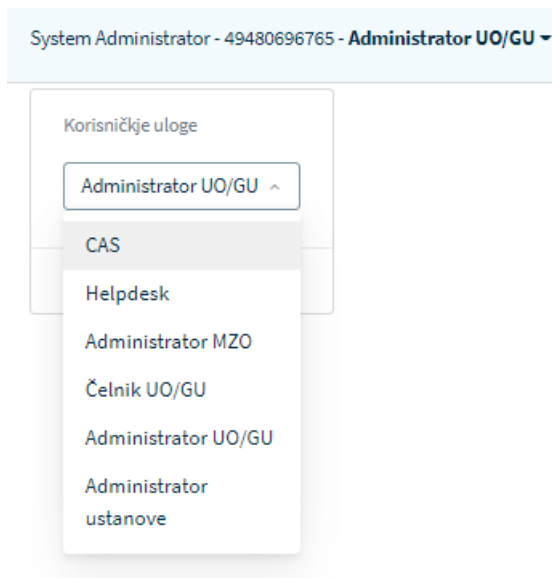 System Administrator - 49480696765 - Administrator UO/GU
Korisničkje uloge
Administrator UO/GU
CAS
Helpdesk
Administrator MZO
Čelnik UO/GU
Administrator UO/GU
Administrator
ustanove